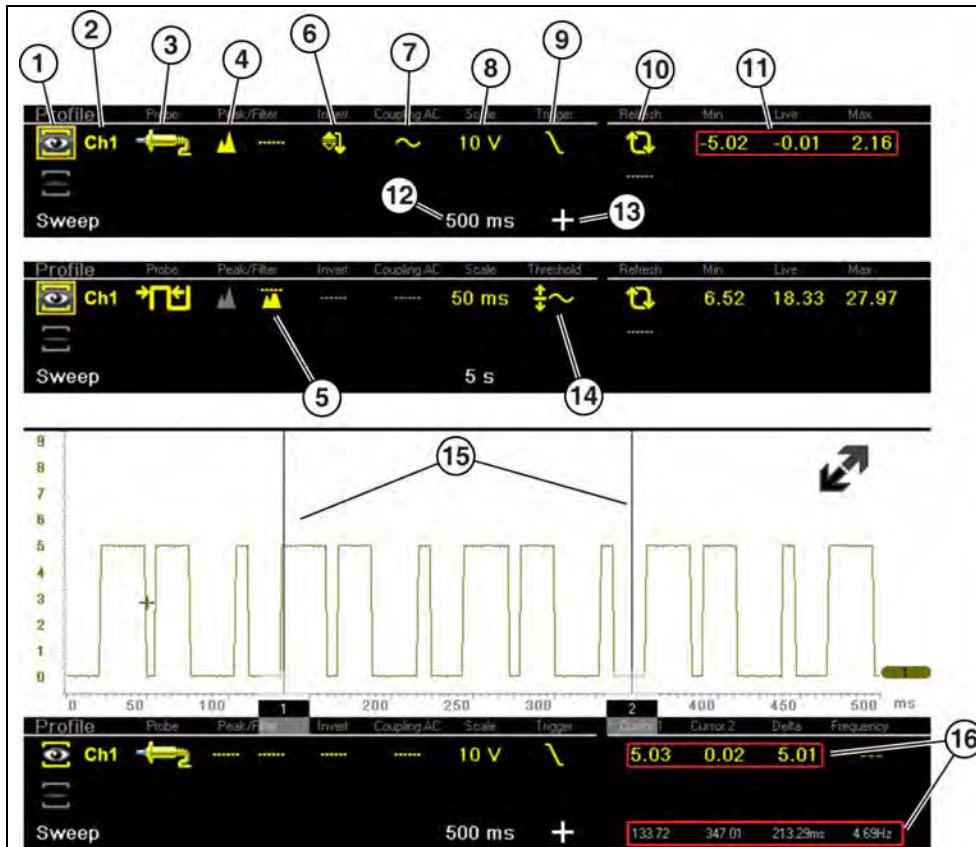 1 2 3 4 6 7 8 9 10 11
Profile Probe Peak/Filter Invert Coupling AC Scale Trigger Refresh Min Live Max
Ch1 ----- 10 V -5.02 -0.01 2.16
-----
12 13
Sweep 500 ms +
Profile Probe Peak/Filter Invert Coupling AC Scale Threshold Refresh Min Live Max
Ch1 ----- ----- 50 ms 6.52 18.33 27.97
-----
Sweep 5 s
5 14
9
8
15
7
6
5
4
3
2
1
0 1
0 50 100 200 250 300 400 450 500 ms
1 2
Profile Probe Peak/Filter Invert Coupling AC Scale Trigger Cursor 1 Cursor 2 Delta Frequency
Ch1 ----- ----- ----- ----- 10 V 5.03 0.02 5.01 ---
16
Sweep 500 ms + 133.72 347.01 213.29ms 4.69Hz